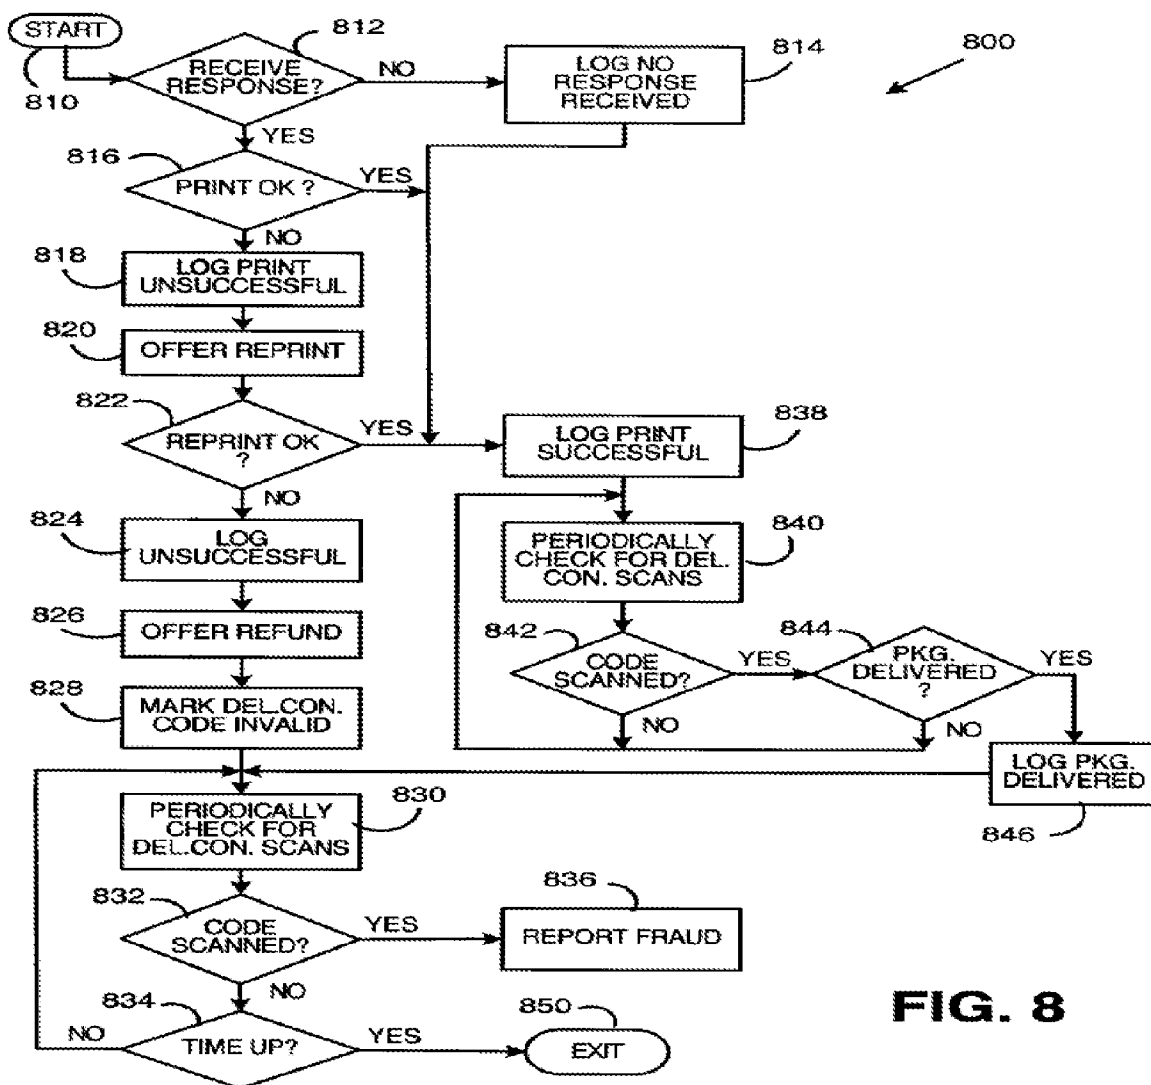 START
810
RECEIVE
RESPONSE?
812
NO
LOG NO
RESPONSE
RECEIVED
814
800
YES
816
PRINT OK ?
YES
NO
818
LOG PRINT
UNSUCCESSFUL
820
OFFER REPRINT
822
REPRINT OK
?
YES
LOG PRINT
SUCCESSFUL
838
NO
824
LOG
UNSUCCESSFUL
PERIODICALLY
CHECK FOR DEL.
CON. SCANS
840
826
OFFER REFUND
842
CODE
SCANNED?
YES
844
PKG.
DELIVERED
?
YES
NO
NO
828
MARK DEL.CON.
CODE INVALID
LOG PKG.
DELIVERED
846
PERIODICALLY
CHECK FOR
DEL.CON. SCANS
830
832
CODE
SCANNED?
YES
836
REPORT FRAUD
NO
834
TIME UP?
NO
YES
850
EXIT
FIG. 8